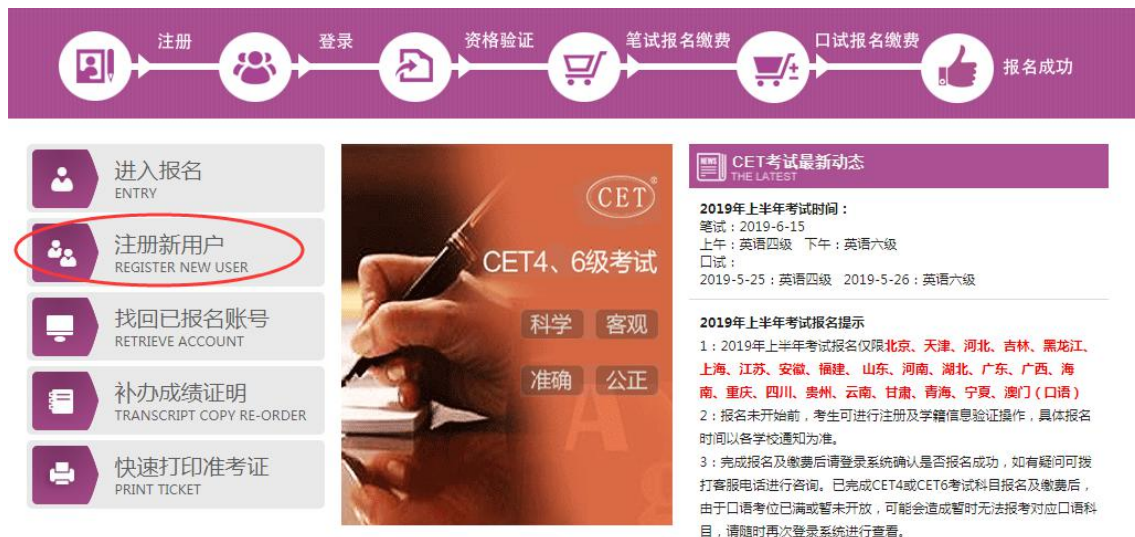 注册
登录
资格验证
笔试报名缴费
口试报名缴费
报名成功
进入报名
ENTRY
注册新用户
REGISTER NEW USER
找回已报名账号
RETRIEVE ACCOUNT
补办成绩证明
TRANSCRIPT COPY RE-ORDER
快速打印准考证
PRINT TICKET
CET
CET4、6级考试
科学 客观
准确 公正
NEWS
CET考试最新动态
THE LATEST
2019年上半年考试时间：
笔试：2019-6-15
上午：英语四级 下午：英语六级
口试：
2019-5-25：英语四级 2019-5-26：英语六级
2019年上半年考试报名提示
1：2019年上半年考试报名仅限北京、天津、河北、吉林、黑龙江、
上海、江苏、安徽、福建、 山东、河南、湖北、广东、广西、海
南、重庆、四川、贵州、云南、甘肃、青海、宁夏、澳门（口语）
2：报名未开始前，考生可进行注册及学籍信息验证操作，具体报名
时间以各学校通知为准。
3：完成报名及缴费后请登录系统确认是否报名成功，如有疑问可拨
打客服电话进行咨询。已完成CET4或CET6考试科目报名及缴费后，
由于口语考位已满或暂未开放，可能会造成暂时无法报考对应口语科
目，请随时再次登录系统进行查看。